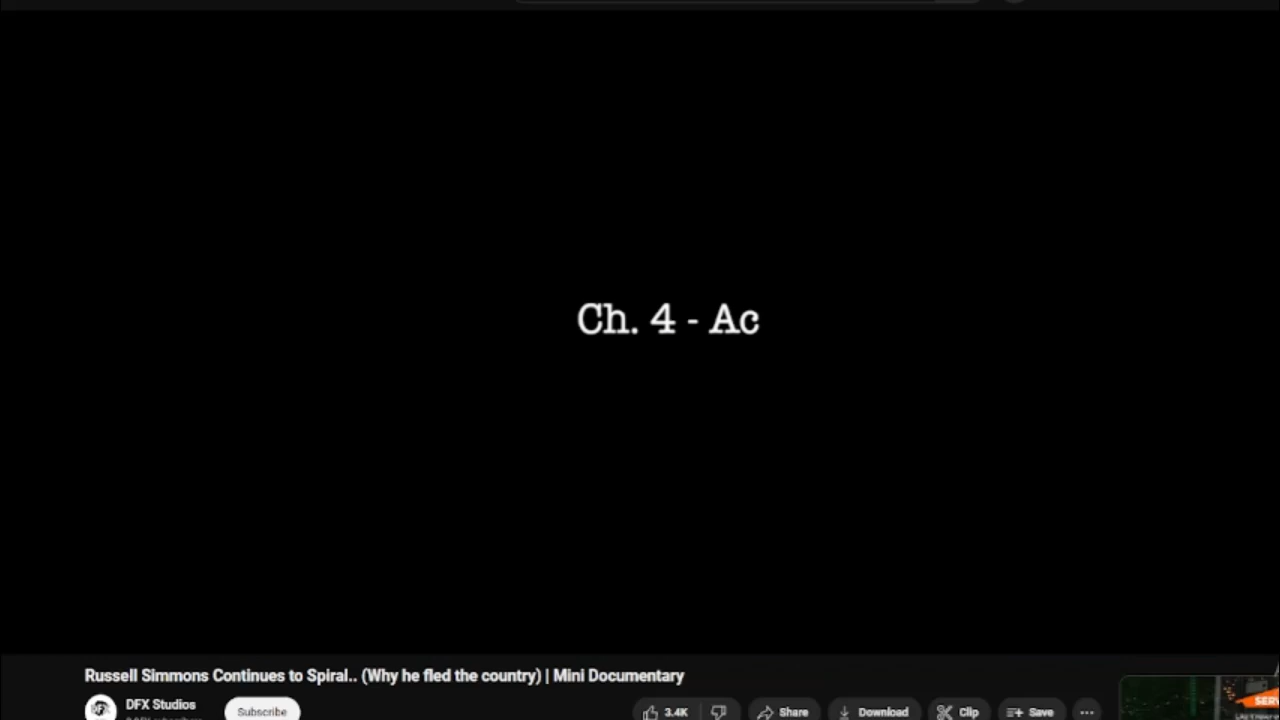 Ch. 4 - Ac
Russell Simmons Continues to Spiral.. (Why he fled the country) | Mini Documentary
DFX Studios
Subscribe
3.4K
Share
Download
Clip
Save